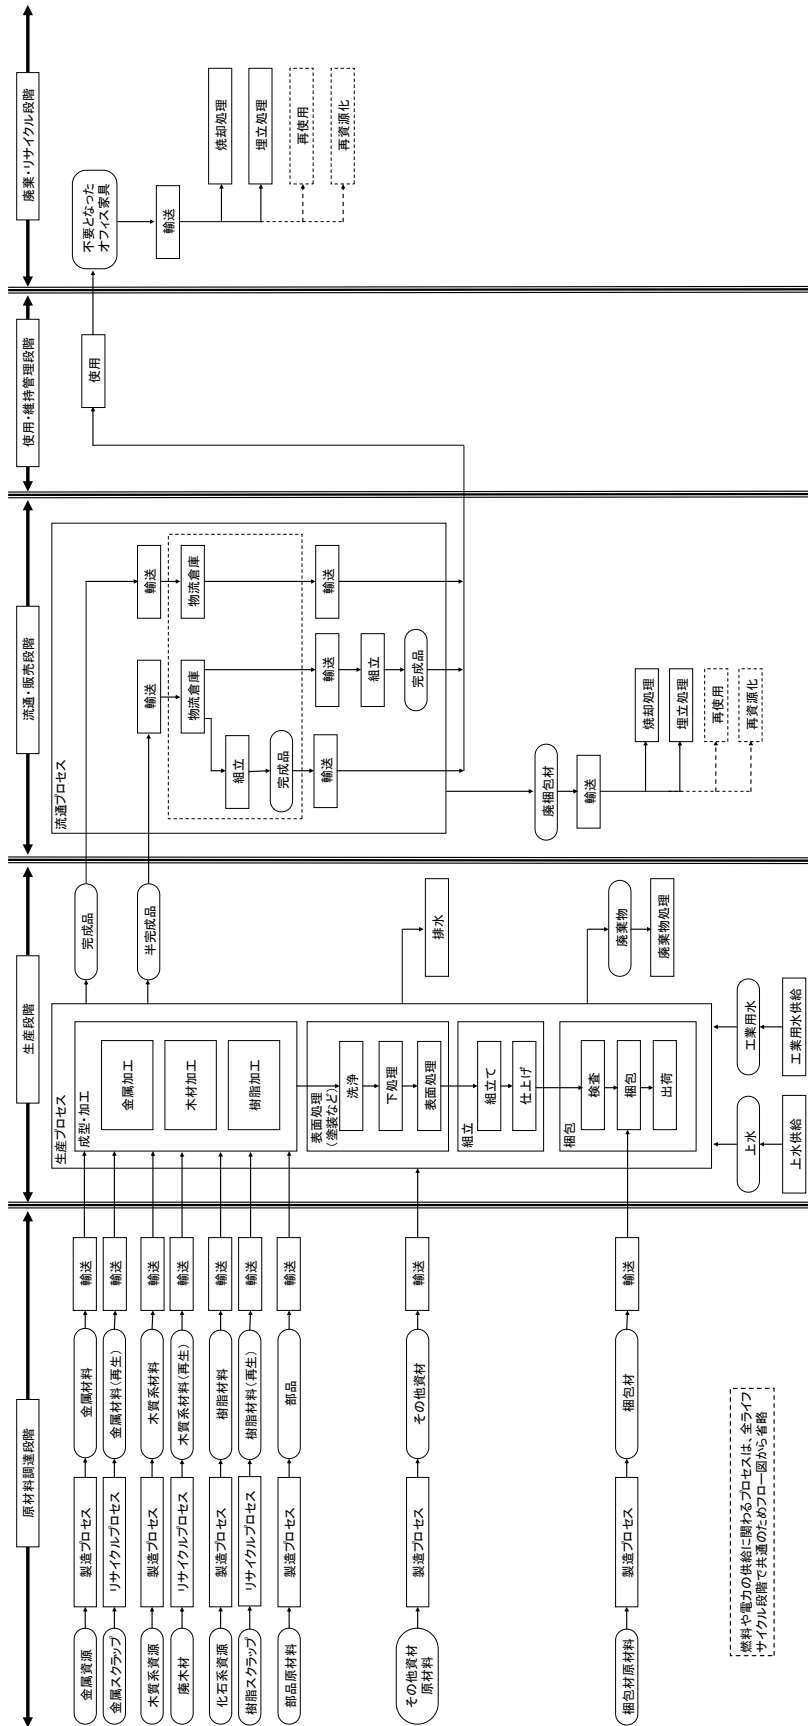 原材料調達段階
生産段階
流通・販売段階
使用・維持管理段階
廃棄・リサイクル段階
金属資源
製造プロセス
金属材料
輸送
金属スクラップ
リサイクルプロセス
金属材料(再生)
輸送
木質系資源
製造プロセス
木質系材料
輸送
廃木材
リサイクルプロセス
木質系材料(再生)
輸送
化石系資源
製造プロセス
樹脂材料
輸送
樹脂スクラップ
リサイクルプロセス
樹脂材料(再生)
輸送
部品原材料
製造プロセス
部品
輸送
その他資材
原材料
製造プロセス
その他資材
輸送
梱包材原材料
製造プロセス
梱包材
輸送
燃料や電力の供給に関わるプロセスは、全ライフ
サイクル段階で共通のためフロー図から省略
生産プロセス
成型・加工
金属加工
木材加工
樹脂加工
表面処理
(塗装など)
洗浄
下処理
表面処理
組立
組立て
仕上げ
梱包
検査
梱包
出荷
上水
上水供給
工業用水
工業用水供給
完成品
半完成品
排水
廃棄物
廃棄物処理
流通プロセス
輸送
物流倉庫
輸送
輸送
物流倉庫
輸送
組立
完成品
組立
完成品
輸送
廃梱包材
輸送
焼却処理
埋立処理
再使用
再資源化
使用
不要となった
オフィス家具
輸送
焼却処理
埋立処理
再使用
再資源化